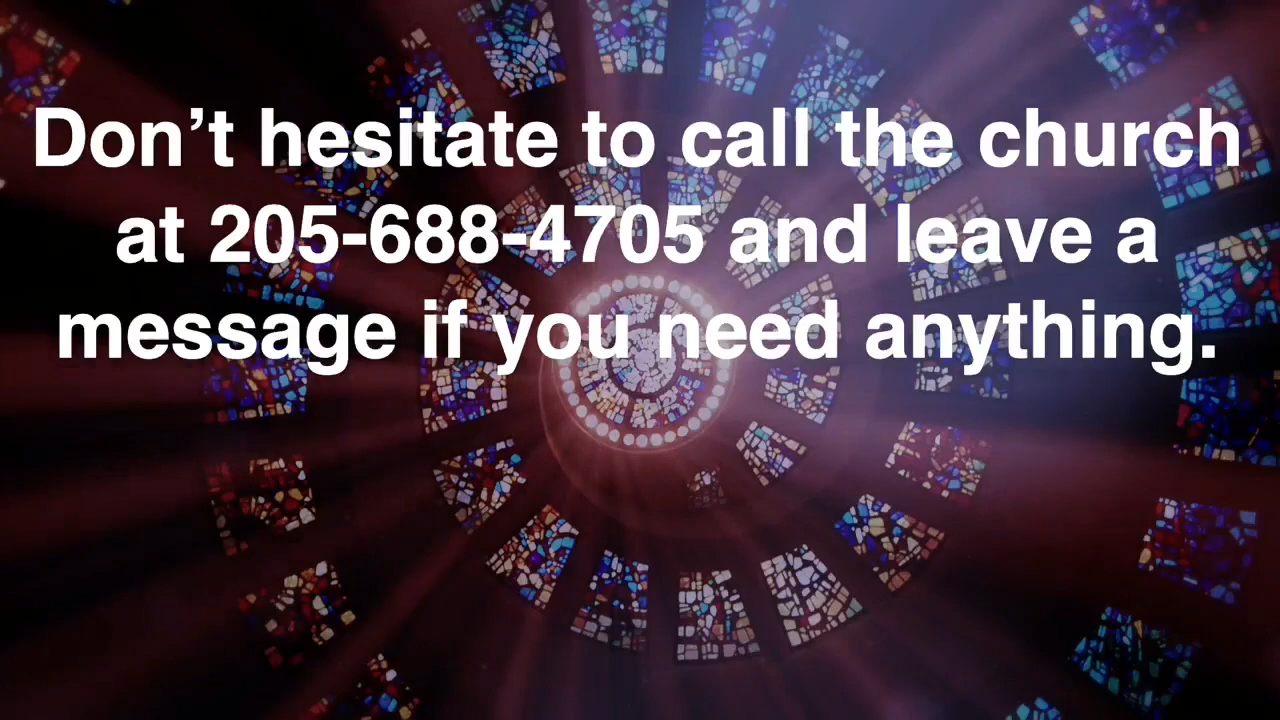 Don’t hesitate to call the church
at 205-688-4705 and leave a
message if you need anything.